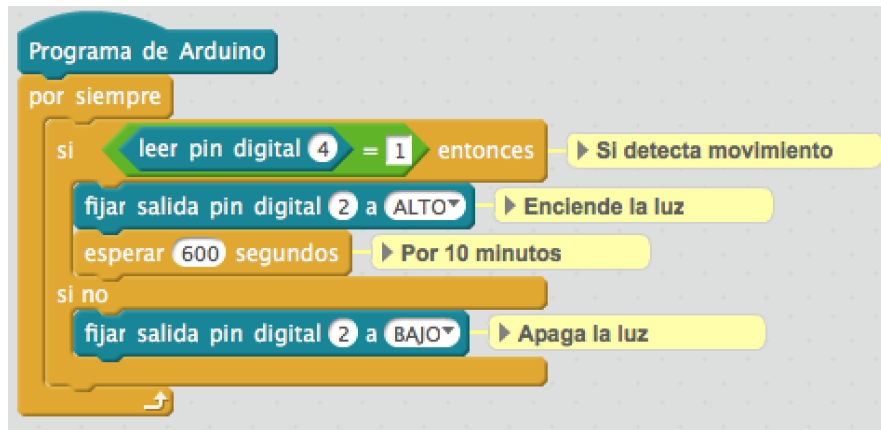 Programa de Arduino
por siempre
si leer pin digital 4 = 1 entonces Si detecta movimiento
fijar salida pin digital 2 a ALTO Enciende la luz
esperar 600 segundos Por 10 minutos
si no
fijar salida pin digital 2 a BAJO Apaga la luz